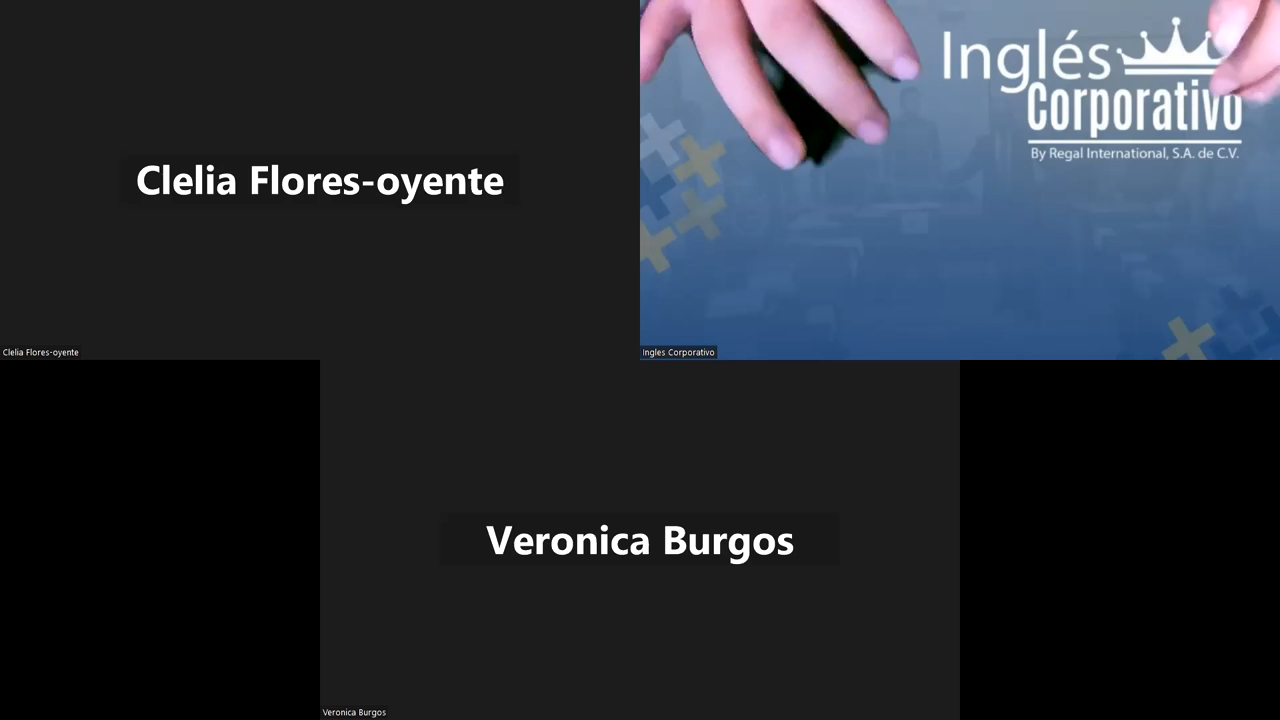 Clelia Flores-oyente
Clelia Flores-oyente
Inglés
Corporativo
By Regal International, S.A. de C.V.
Ingles Corporativo
Veronica Burgos
Veronica Burgos